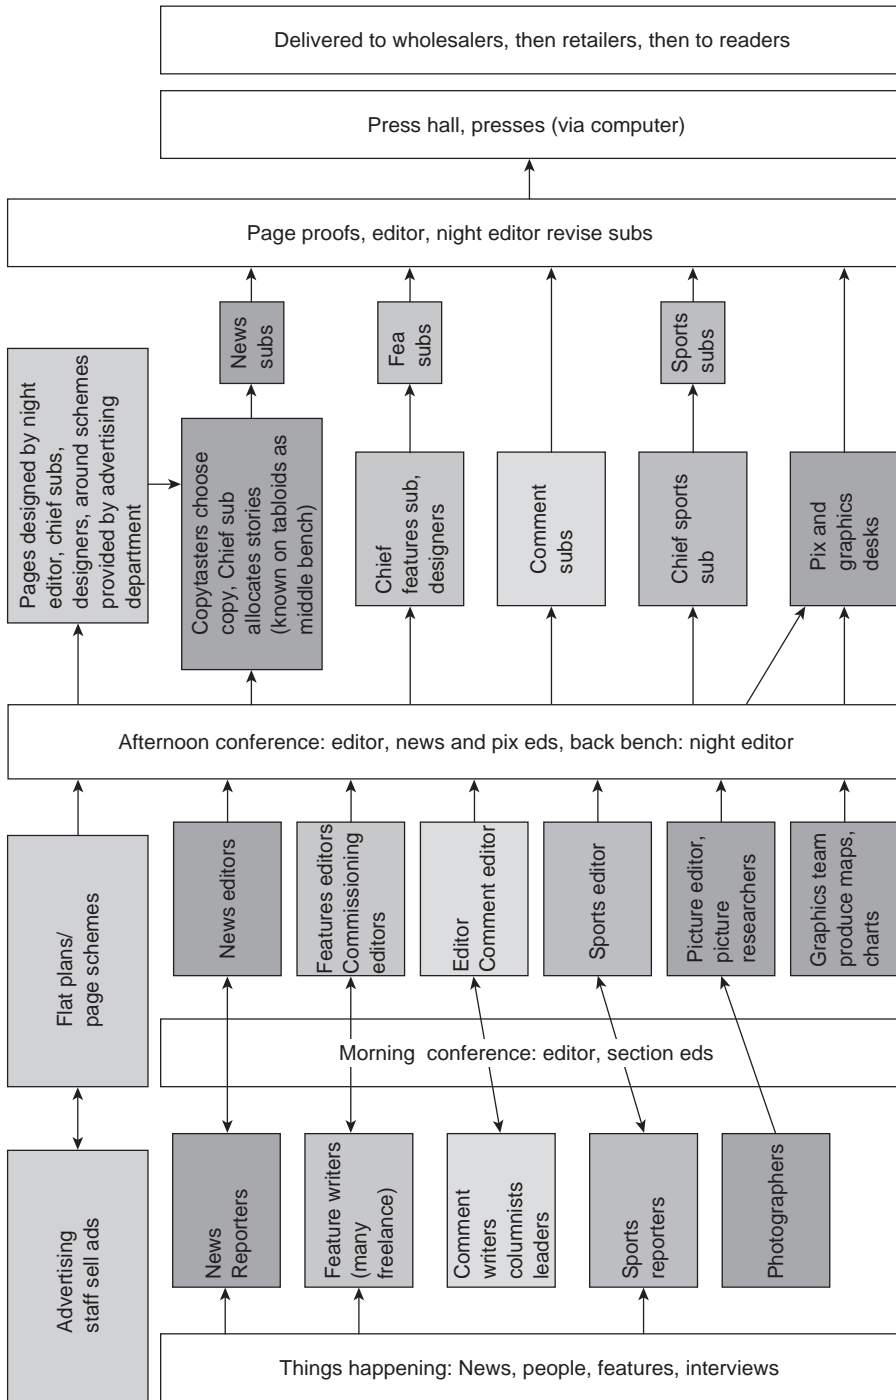 Delivered to wholesalers, then retailers, then to readers
Press hall, presses (via computer)
Page proofs, editor, night editor revise subs
Pages designed by night
editor, chief subs,
designers, around schemes
provided by advertising
department
News
subs
Fea
subs
Sports
subs
Copytasters choose
copy, Chief sub
allocates stories
(known on tabloids as
middle bench)
Chief
features sub,
designers
Comment
subs
Chief sports
sub
Pix and
graphics
desks
Afternoon conference: editor, news and pix eds, back bench: night editor
Flat plans/
page schemes
News editors
Features editors
Commissioning
editors
Editor
Comment editor
Sports editor
Picture editor,
picture
researchers
Graphics team
produce maps,
charts
Morning conference: editor, section eds
Advertising
staff sell ads
News
Reporters
Feature writers
(many
freelance)
Comment
writers
columnists
leaders
Sports
reporters
Photographers
Things happening: News, people, features, interviews